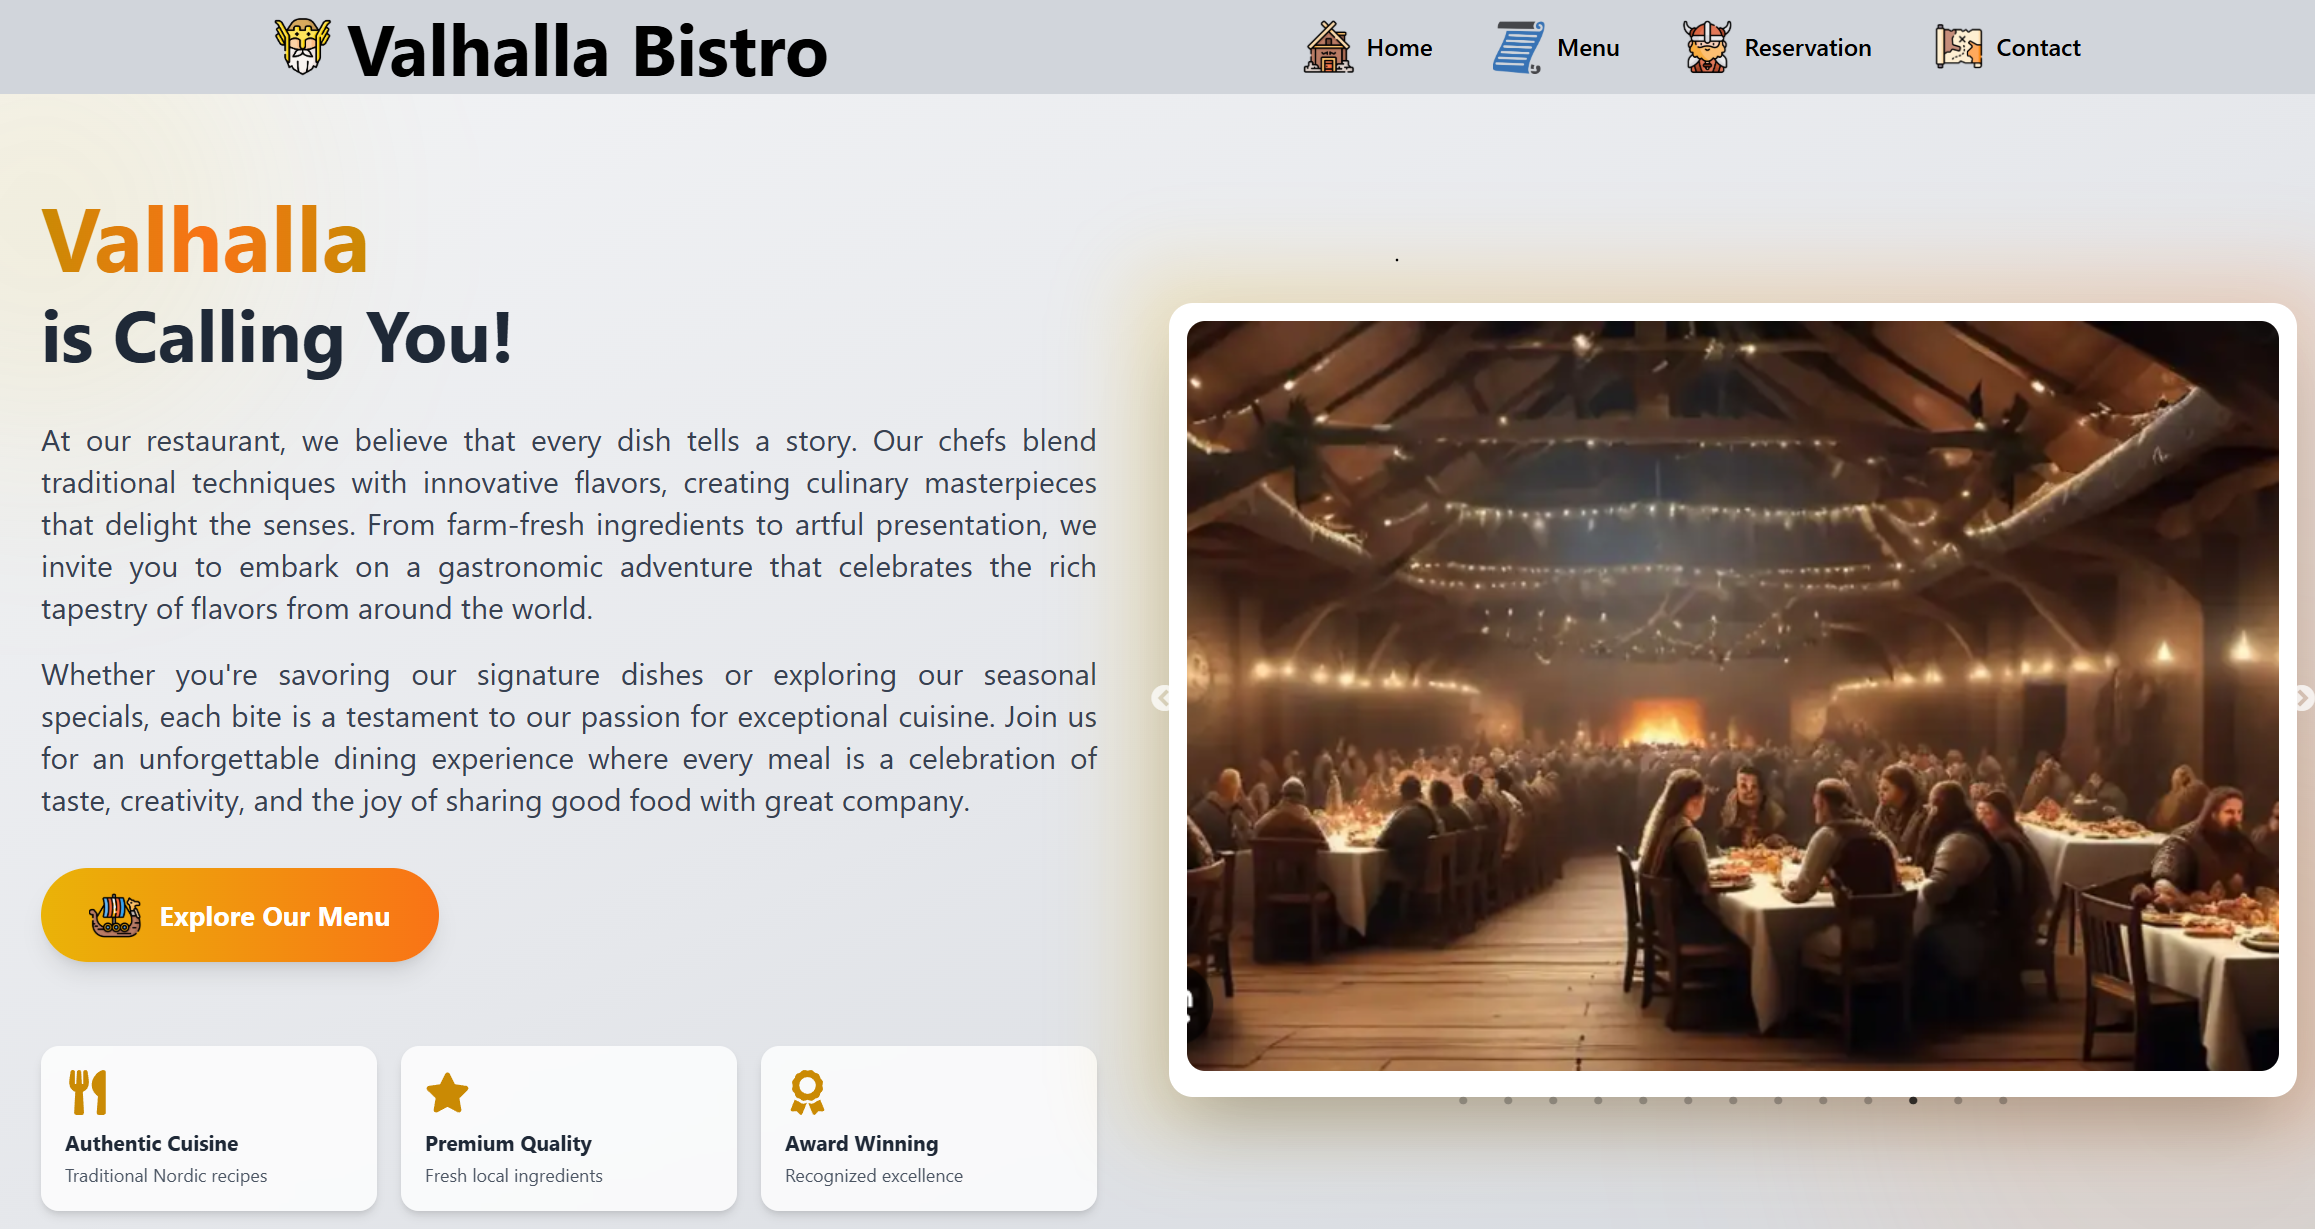 Valhalla Bistro
Home
Menu
Reservation
Contact
Valhalla
is Calling You!
At our restaurant, we believe that every dish tells a story. Our chefs blend
traditional techniques with innovative flavors, creating culinary masterpieces
that delight the senses. From farm-fresh ingredients to artful presentation, we
invite you to embark on a gastronomic adventure that celebrates the rich
tapestry of flavors from around the world.
Whether you're savoring our signature dishes or exploring our seasonal
specials, each bite is a testament to our passion for exceptional cuisine. Join us
for an unforgettable dining experience where every meal is a celebration of
taste, creativity, and the joy of sharing good food with great company.
Explore Our Menu
Authentic Cuisine
Traditional Nordic recipes
Premium Quality
Fresh local ingredients
Award Winning
Recognized excellence